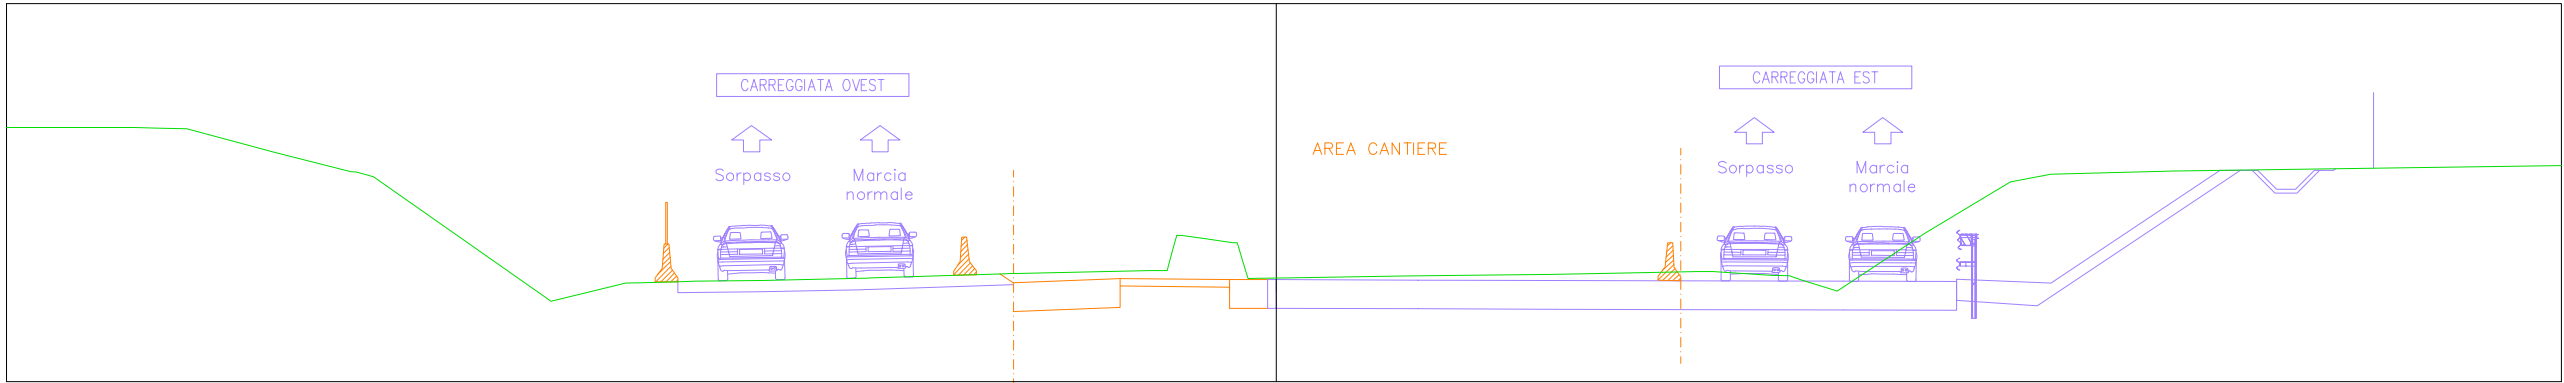 CARREGGIATA OVEST
Sorpasso
Marcia
normale
AREA CANTIERE
CARREGGIATA EST
Sorpasso
Marcia
normale